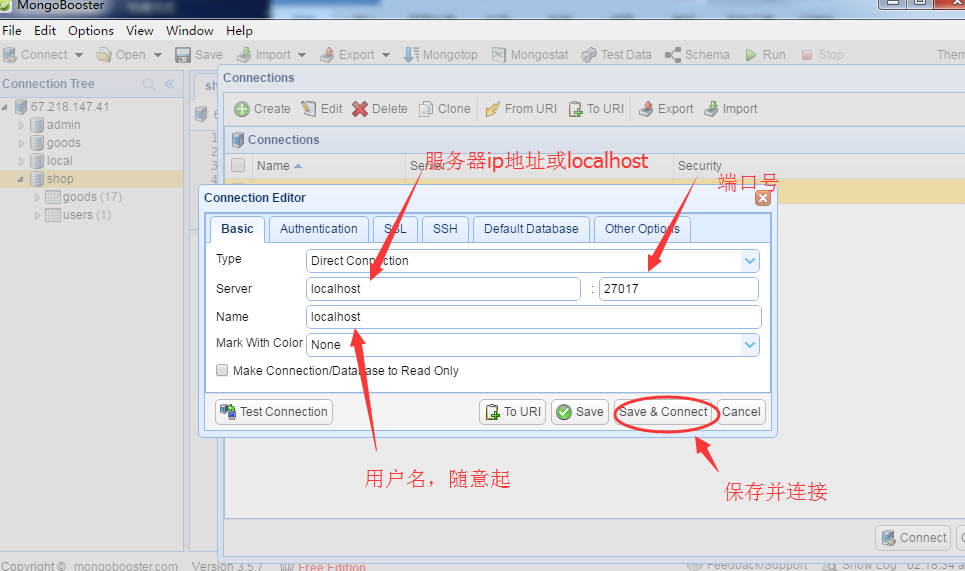 MongoBooster
File Edit Options View Window Help
Connect Open Save Import Export Mongotop Mongostat Test Data Schema Run Stop
Connection Tree
67.218.147.41
admin
goods
local
shop
goods (17)
users (1)
Connections
Create Edit Delete Clone From URI To URI Export Import
Connections
Name Server Security
服务器ip地址或localhost
端口号
Connection Editor
Basic Authentication SSL SSH Default Database Other Options
Type Direct Connection
Server localhost : 27017
Name localhost
Mark With Color None
Make Connection/Database to Read Only
Test Connection To URI Save Save & Connect Cancel
用户名，随意起
保存并连接
Connect
Copyright © mongobooster.com Version 3.5.7 Free Edition Feedback/Support Show Log 02:18:34